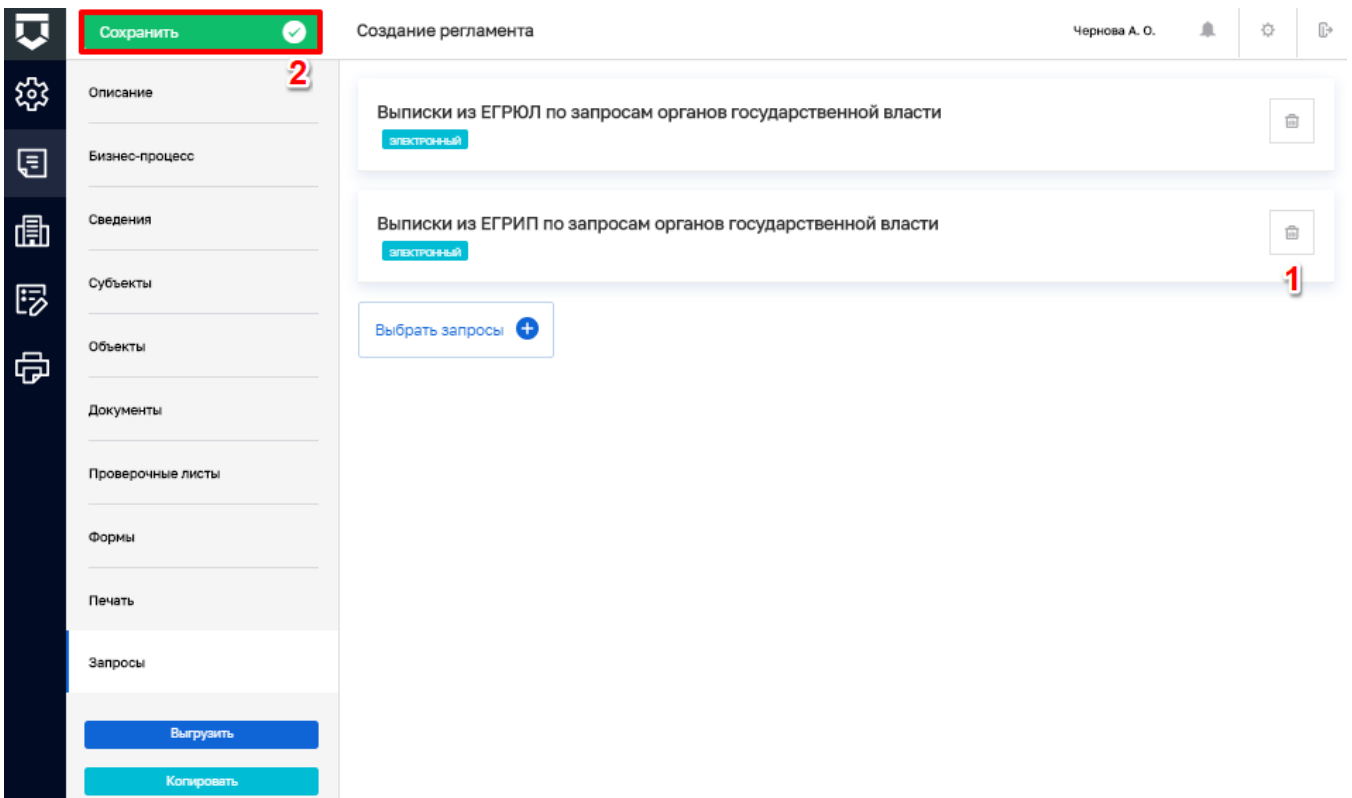 Сохранить
2
Создание регламента
Чернова А. О.
Описание
Бизнес-процесс
Сведения
Субъекты
Объекты
Документы
Проверочные листы
Формы
Печать
Запросы
Выгрузить
Копировать
Выписки из ЕГРЮЛ по запросам органов государственной власти
ЭЛЕКТРОННЫЙ
Выписки из ЕГРИП по запросам органов государственной власти
ЭЛЕКТРОННЫЙ
1
Выбрать запросы